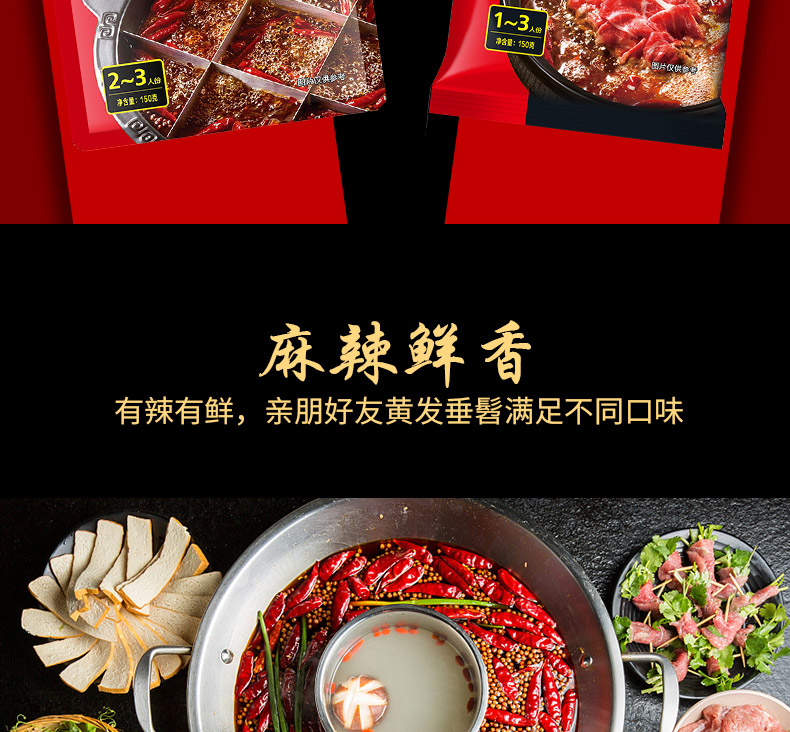 1~3人份
净含量：150克
图片仅供参考
2~3人份
净含量：150克
图片仅供参考
麻辣鲜香
有辣有鲜，亲朋好友黄发垂髫满足不同口味